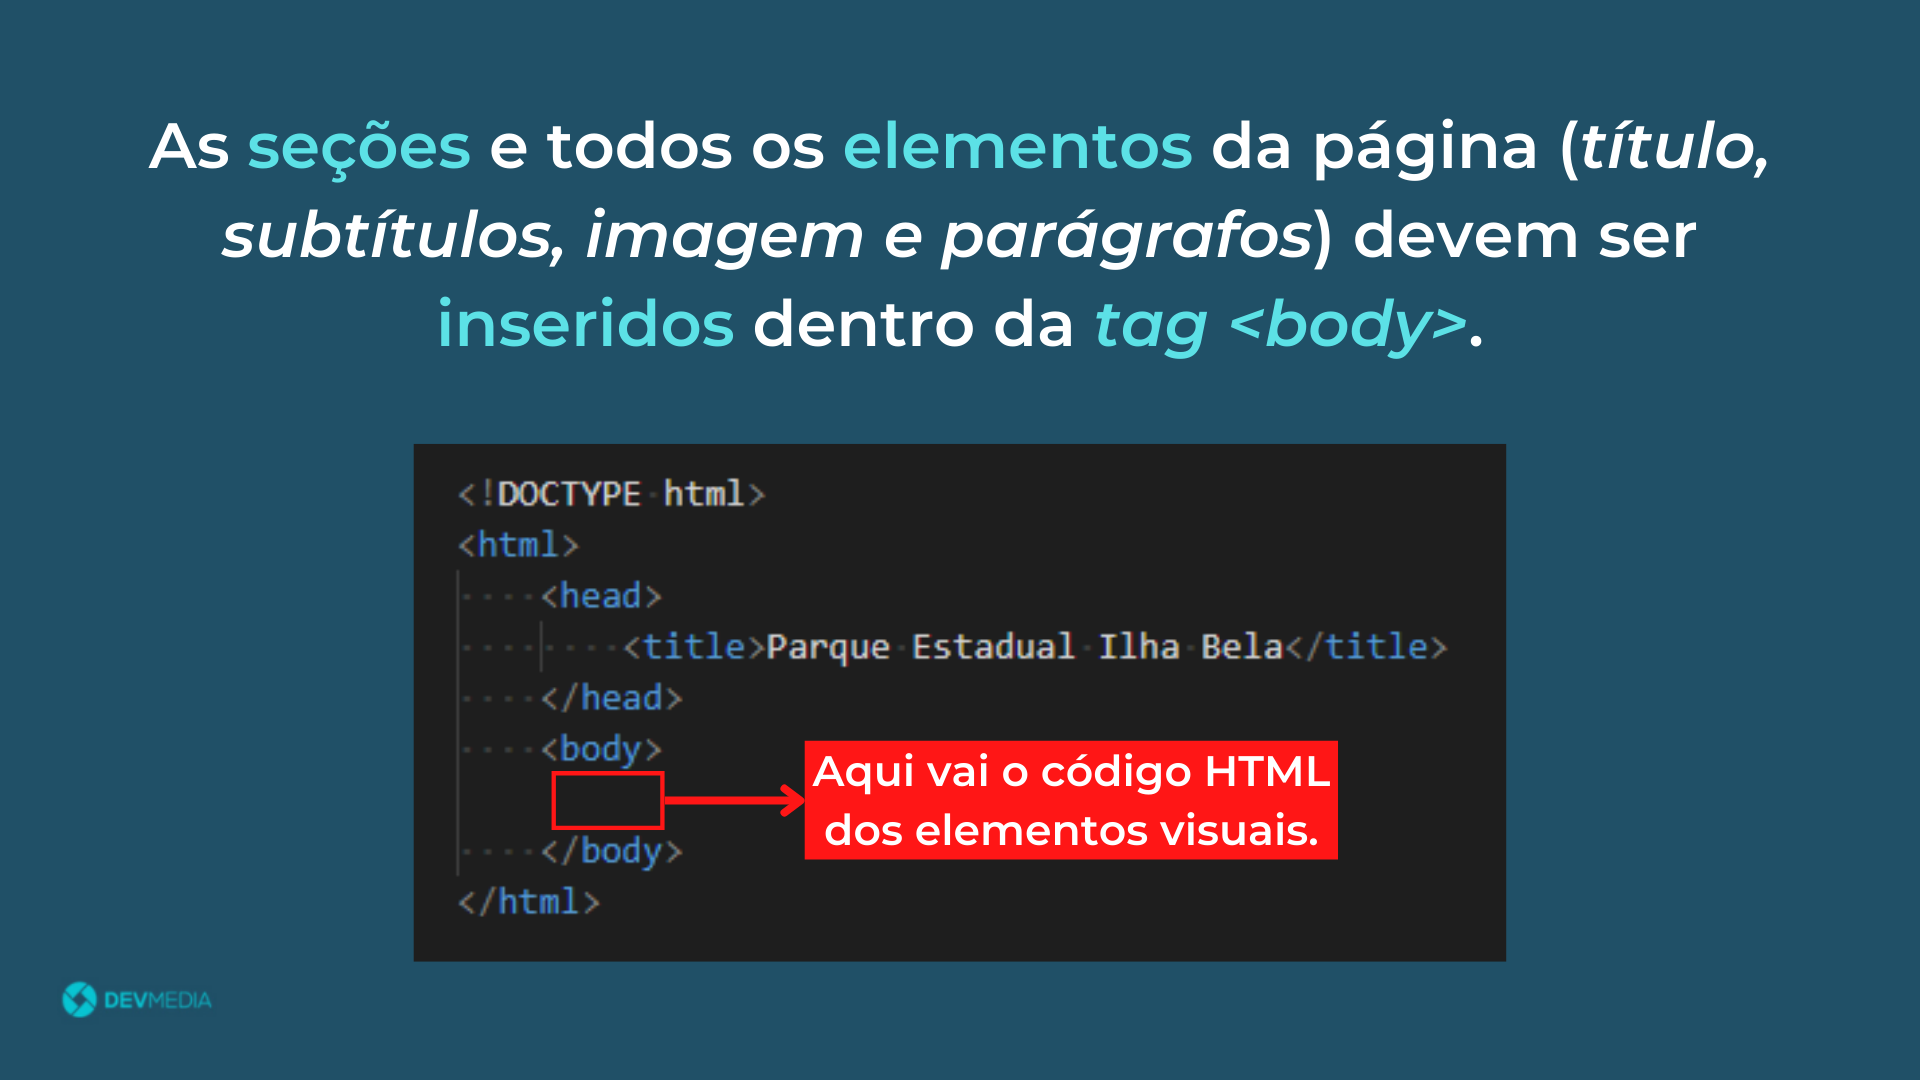 As seções e todos os elementos da página (título,
subtítulos, imagem e parágrafos) devem ser
inseridos dentro da tag <body>.
<!DOCTYPE html>
<html>
<head>
<title>Parque Estadual Ilha Bela</title>
</head>
<body>
Aqui vai o código HTML
dos elementos visuais.
</body>
</html>
DEVMEDIA